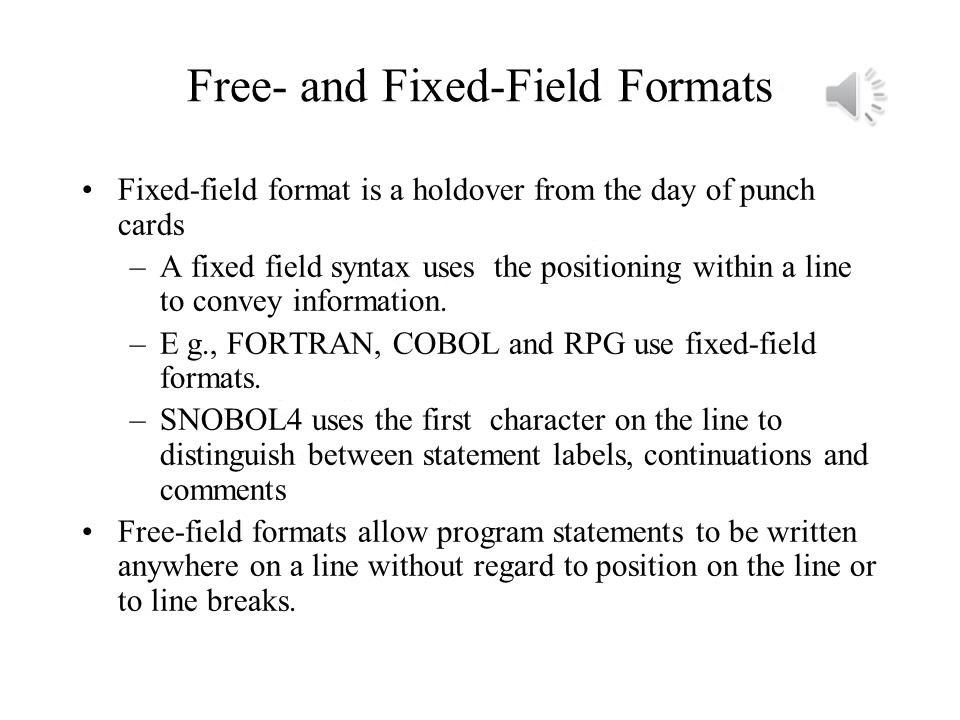 Free- and Fixed-Field Formats
• Fixed-field format is a holdover from the day of punch
cards
– A fixed field syntax uses  the positioning within a line
to convey information.
– E g., FORTRAN, COBOL and RPG use fixed-field
formats.
– SNOBOL4 uses the first  character on the line to
distinguish between statement labels, continuations and
comments
• Free-field formats allow program statements to be written
anywhere on a line without regard to position on the line or
to line breaks.